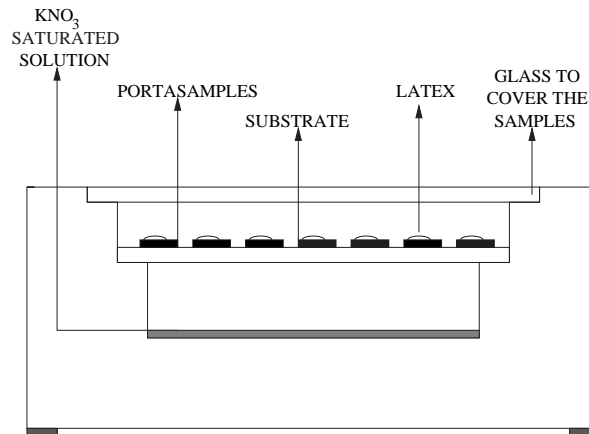 KNO3
SATURATED
SOLUTION
PORTASAMPLES
SUBSTRATE
LATEX
GLASS TO
COVER THE
SAMPLES